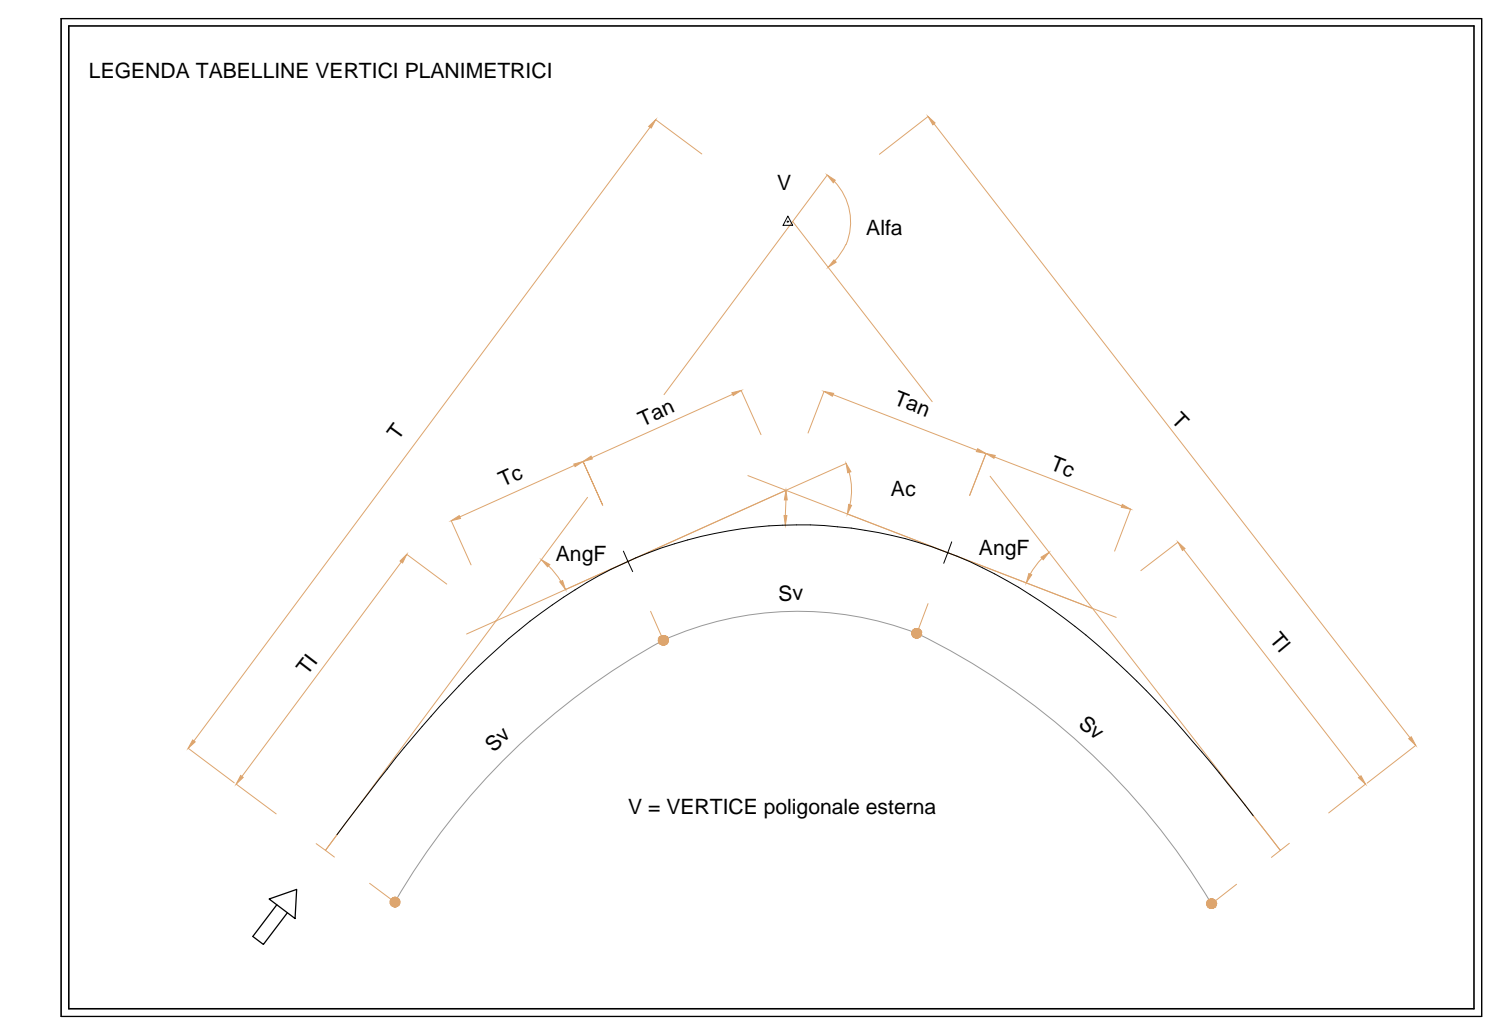 LEGENDA TABELLINE VERTICI PLANIMETRICI
V
Alfa
T
T
Tan
Tan
Tc
Tc
Ac
AngF
AngF
Sv
Tl
Tl
Sv
Sv
V = VERTICE poligonale esterna